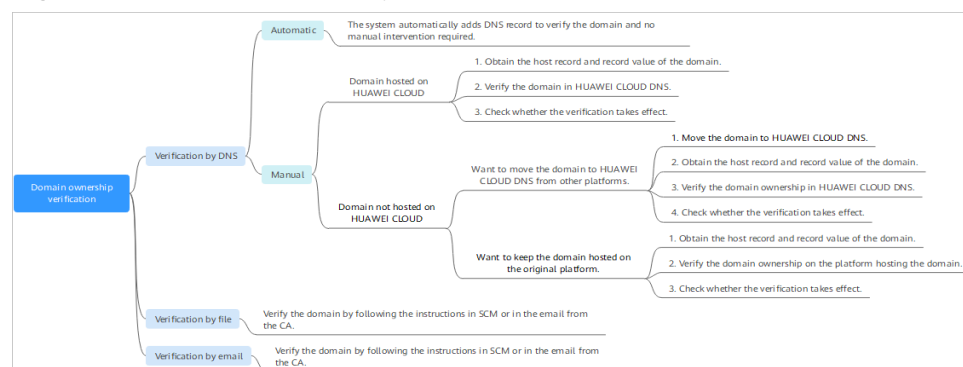 Automatic
The system automatically adds DNS record to verify the domain and no
manual intervention required.
Domain hosted on
HUAWEI CLOUD
1. Obtain the host record and record value of the domain.
2. Verify the domain in HUAWEI CLOUD DNS.
3. Check whether the verification takes effect.
Verification by DNS
Manual
Domain ownership
verification
Want to move the domain to HUAWEI
CLOUD DNS from other platforms.
1. Move the domain to HUAWEI CLOUD DNS.
2. Obtain the host record and record value of the domain.
3. Verify the domain ownership in HUAWEI CLOUD DNS.
4. Check whether the verification takes effect.
Domain not hosted on
HUAWEI CLOUD
Want to keep the domain hosted on
the original platform.
1. Obtain the host record and record value of the domain.
2. Verify the domain ownership on the platform hosting the domain.
3. Check whether the verification takes effect.
Verification by file
Verify the domain by following the instructions in SCM or in the email from
the CA.
Verification by email
Verify the domain by following the instructions in SCM or in the email from
the CA.